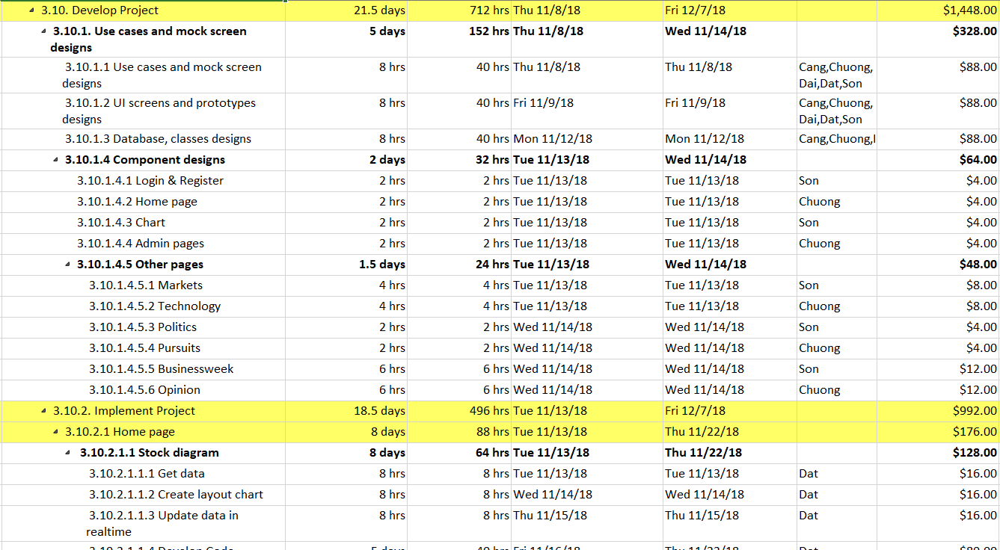 3.10. Develop Project 21.5 days 712 hrs Thu 11/8/18 Fri 12/7/18 $1,448.00
3.10.1. Use cases and mock screen 5 days 152 hrs Thu 11/8/18 Wed 11/14/18 $328.00
designs
3.10.1.1 Use cases and mock screen 8 hrs 40 hrs Thu 11/8/18 Thu 11/8/18 Cang,Chuong, $88.00
designs Dai,Dat,Son
3.10.1.2 UI screens and prototypes 8 hrs 40 hrs Fri 11/9/18 Fri 11/9/18 Cang,Chuong, $88.00
designs Dai,Dat,Son
3.10.1.3 Database, classes designs 8 hrs 40 hrs Mon 11/12/18 Mon 11/12/18 Cang,Chuong, $88.00
3.10.1.4 Component designs 2 days 32 hrs Tue 11/13/18 Wed 11/14/18 $64.00
3.10.1.4.1 Login & Register 2 hrs 2 hrs Tue 11/13/18 Tue 11/13/18 Son $4.00
3.10.1.4.2 Home page 2 hrs 2 hrs Tue 11/13/18 Tue 11/13/18 Chuong $4.00
3.10.1.4.3 Chart 2 hrs 2 hrs Tue 11/13/18 Tue 11/13/18 Son $4.00
3.10.1.4.4 Admin pages 2 hrs 2 hrs Tue 11/13/18 Tue 11/13/18 Chuong $4.00
3.10.1.4.5 Other pages 1.5 days 24 hrs Tue 11/13/18 Wed 11/14/18 $48.00
3.10.1.4.5.1 Markets 4 hrs 4 hrs Tue 11/13/18 Tue 11/13/18 Son $8.00
3.10.1.4.5.2 Technology 4 hrs 4 hrs Tue 11/13/18 Tue 11/13/18 Chuong $8.00
3.10.1.4.5.3 Politics 2 hrs 2 hrs Wed 11/14/18 Wed 11/14/18 Son $4.00
3.10.1.4.5.4 Pursuits 2 hrs 2 hrs Wed 11/14/18 Wed 11/14/18 Chuong $4.00
3.10.1.4.5.5 Businessweek 6 hrs 6 hrs Wed 11/14/18 Wed 11/14/18 Son $12.00
3.10.1.4.5.6 Opinion 6 hrs 6 hrs Wed 11/14/18 Wed 11/14/18 Chuong $12.00
3.10.2. Implement Project 18.5 days 496 hrs Tue 11/13/18 Fri 12/7/18 $992.00
3.10.2.1 Home page 8 days 88 hrs Tue 11/13/18 Thu 11/22/18 $176.00
3.10.2.1.1 Stock diagram 8 days 64 hrs Tue 11/13/18 Thu 11/22/18 $128.00
3.10.2.1.1.1 Get data 8 hrs 8 hrs Tue 11/13/18 Tue 11/13/18 Dat $16.00
3.10.2.1.1.2 Create layout chart 8 hrs 8 hrs Wed 11/14/18 Wed 11/14/18 Dat $16.00
3.10.2.1.1.3 Update data in 8 hrs 8 hrs Thu 11/15/18 Thu 11/15/18 Dat $16.00
realtime